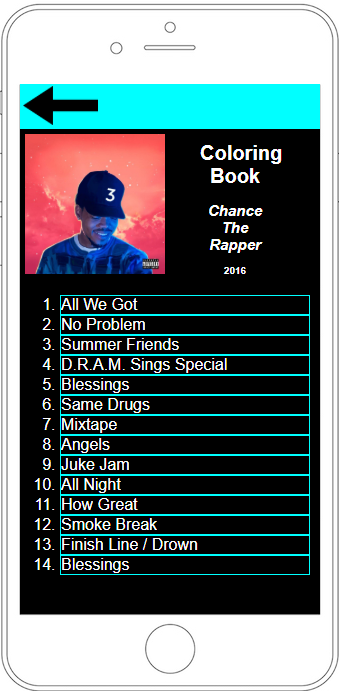 3
Coloring
Book
Chance
The
Rapper
2016
1. All We Got
2. No Problem
3. Summer Friends
4. D.R.A.M. Sings Special
5. Blessings
6. Same Drugs
7. Mixtape
8. Angels
9. Juke Jam
10. All Night
11. How Great
12. Smoke Break
13. Finish Line / Drown
14. Blessings